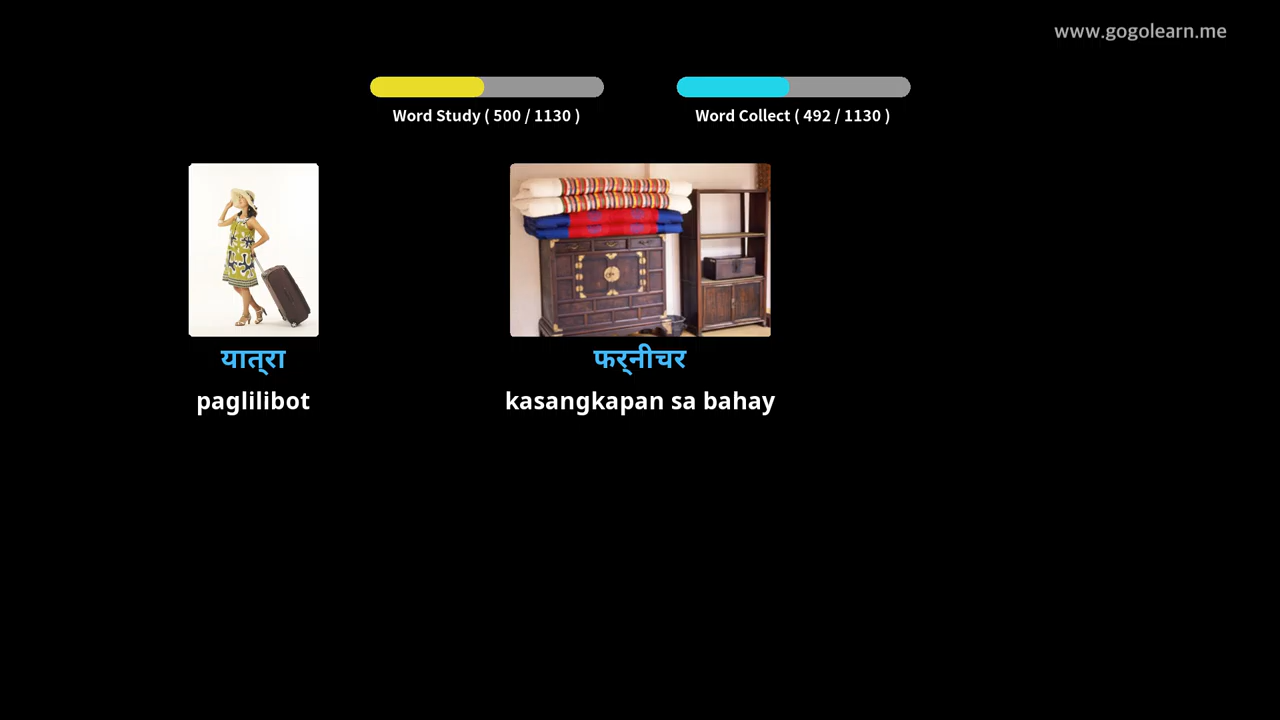 www.gogolearn.me
Word Study ( 500 / 1130 )
Word Collect ( 492 / 1130 )
यात्रा
paglilibot
फर्नीचर
kasangkapan sa bahay